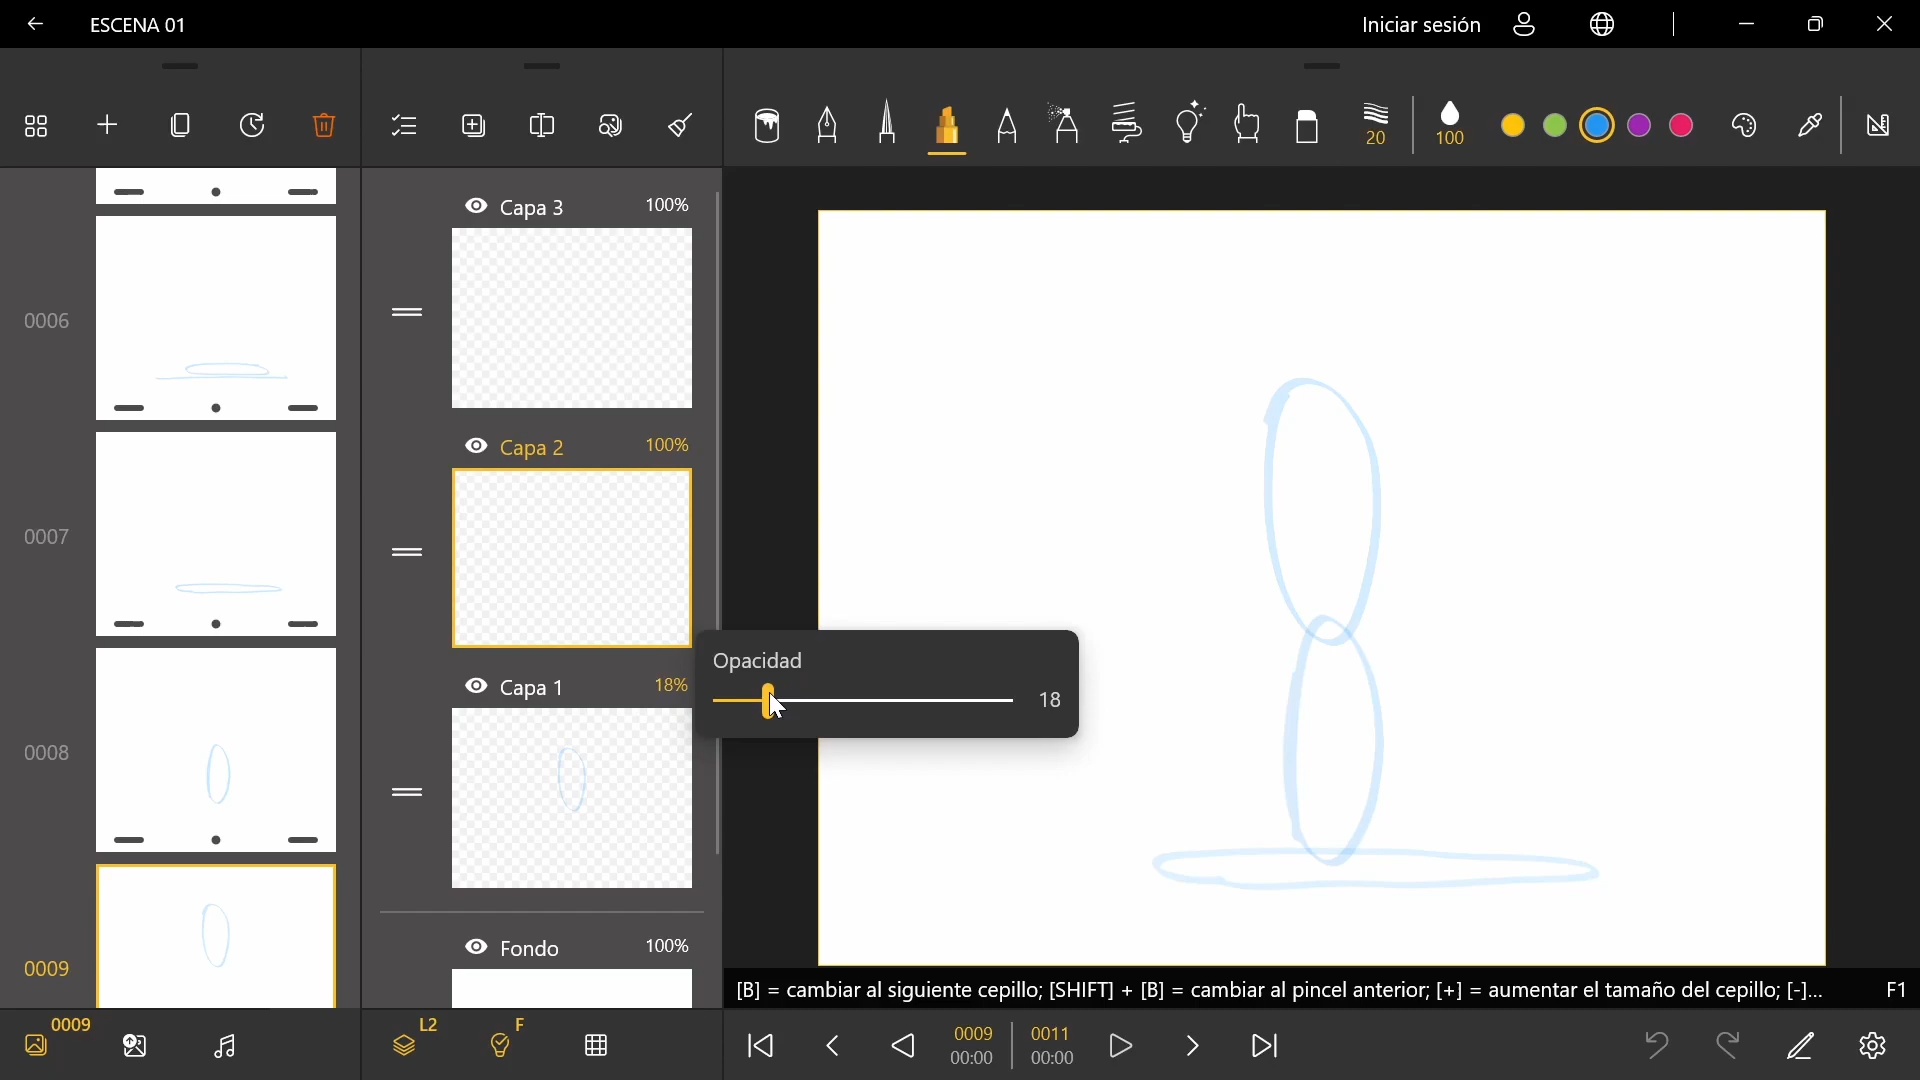 ESCENA 01
Iniciar sesión
20
100
Capa 3
100%
0006
Capa 2
100%
0007
Opacidad
18
Capa 1
18%
0008
Fondo
100%
0009
[B] = cambiar al siguiente cepillo; [SHIFT] + [B] = cambiar al pincel anterior; [+] = aumentar el tamaño del cepillo; [-]...
F1
0009
L2
F
0009
00:00
0011
00:00